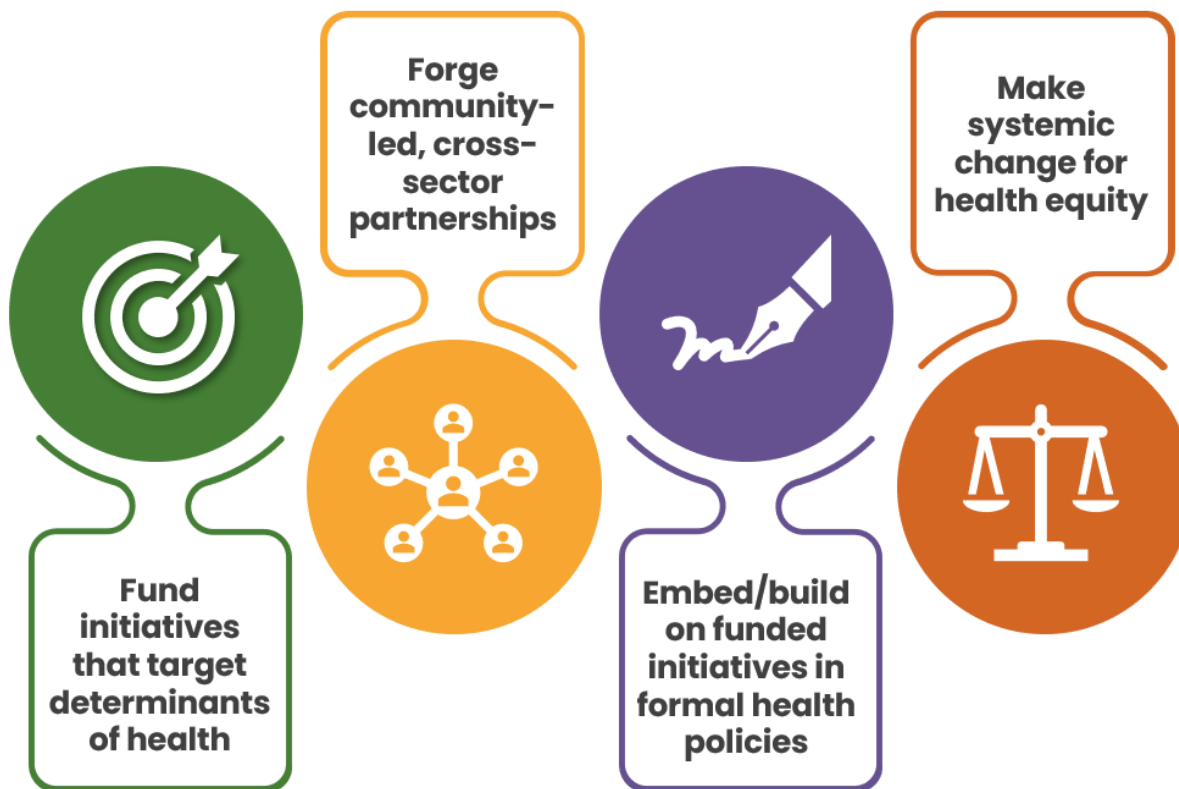 Fund
initiatives
that target
determinants
of health
Forge
community-
led, cross-
sector
partnerships
Embed/build
on funded
initiatives in
formal health
policies
Make
systemic
change for
health equity